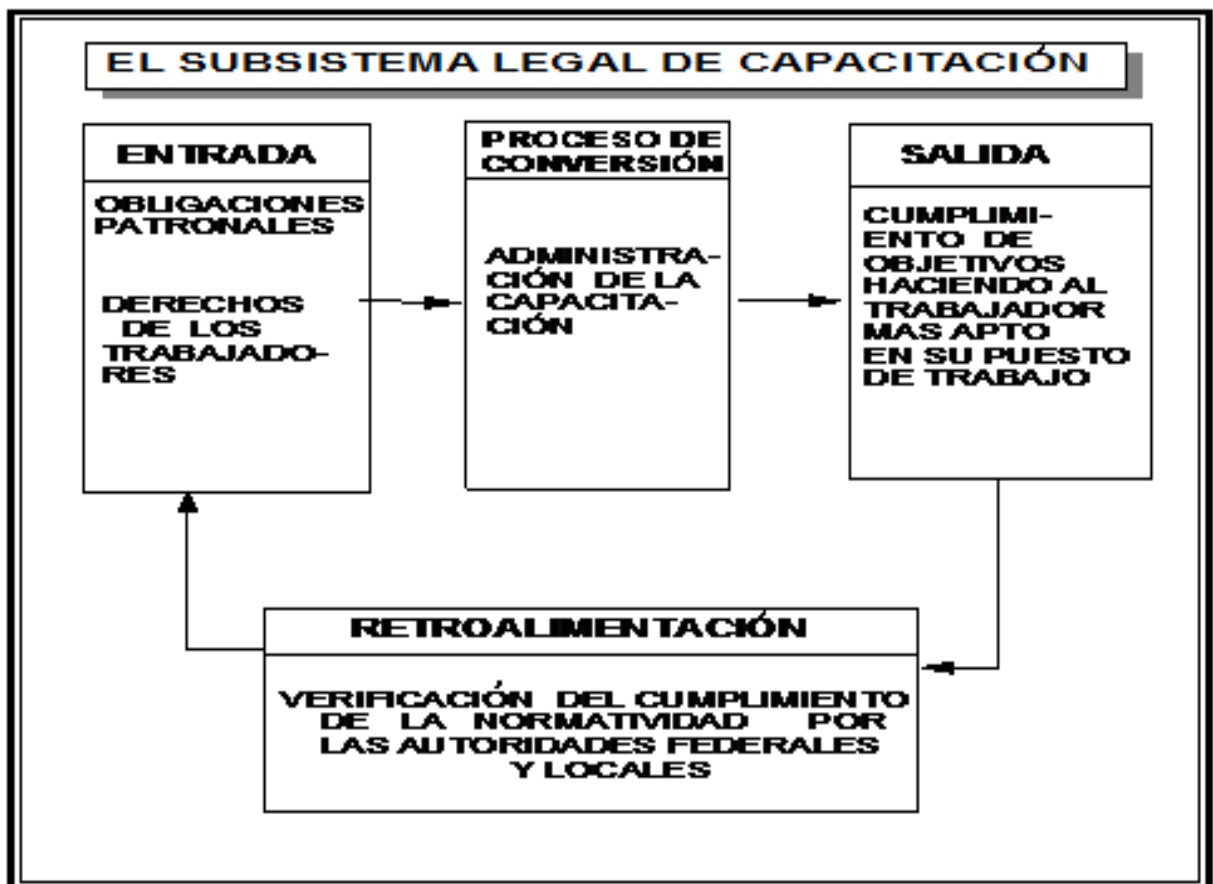 EL SUBSISTEMA LEGAL DE CAPACITACIÓN
ENTRADA
OBLIGACIONES
PATRONALES
DERECHOS
DE LOS
TRABAJADO-
RES
PROCESO DE
CONVERSIÓN
ADMINISTRA-
CIÓN DE LA
CAPACITA-
CIÓN
SALIDA
CUMPLIMI-
ENTO DE
OBJETIVOS
HACIENDO AL
TRABAJADOR
MAS APTO
EN SU PUESTO
DE TRABAJO
RETROALIMENTACIÓN
VERIFICACIÓN DEL CUMPLIMIENTO
DE LA NORMATIVIDAD POR
LAS AUTORIDADES FEDERALES
Y LOCALES